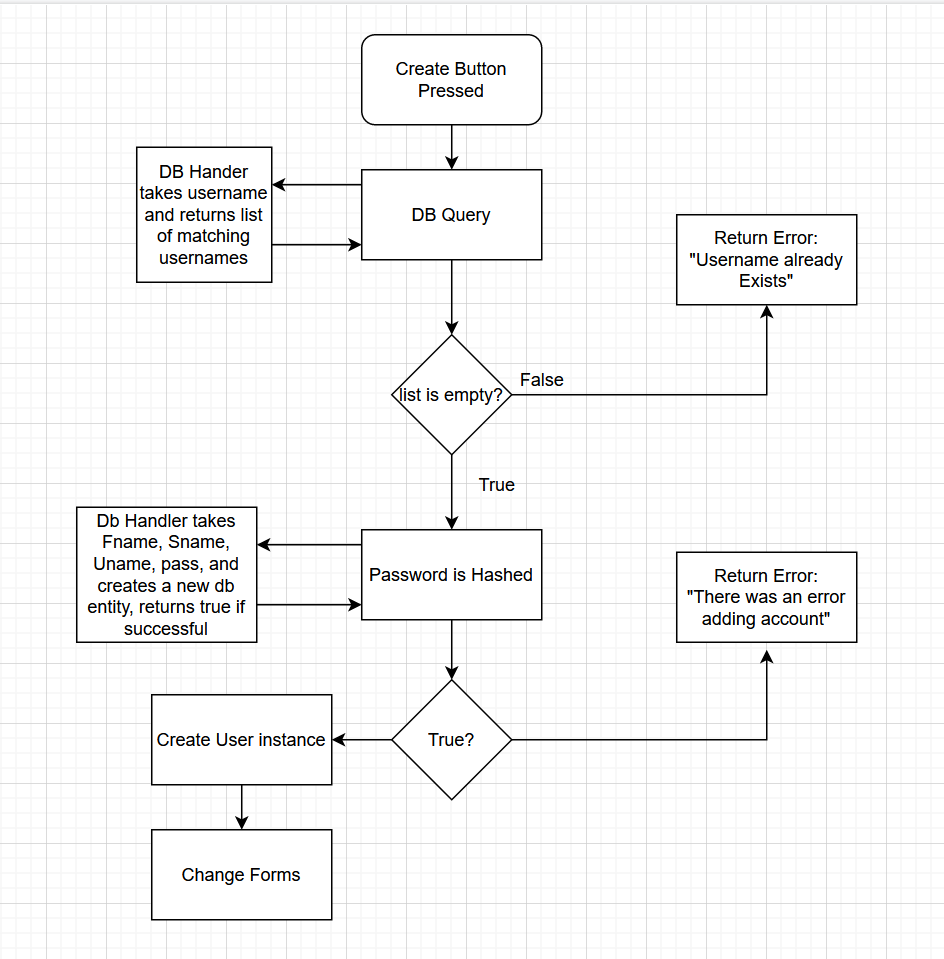 Create Button
Pressed
DB Hander
takes username
and returns list
of matching
usernames
DB Query
Return Error:
"Username already
Exists"
list is empty?
False
True
Db Handler takes
Fname, Sname,
Uname, pass, and
creates a new db
entity, returns true if
successful
Password is Hashed
Return Error:
"There was an error
adding account"
Create User instance
True?
Change Forms